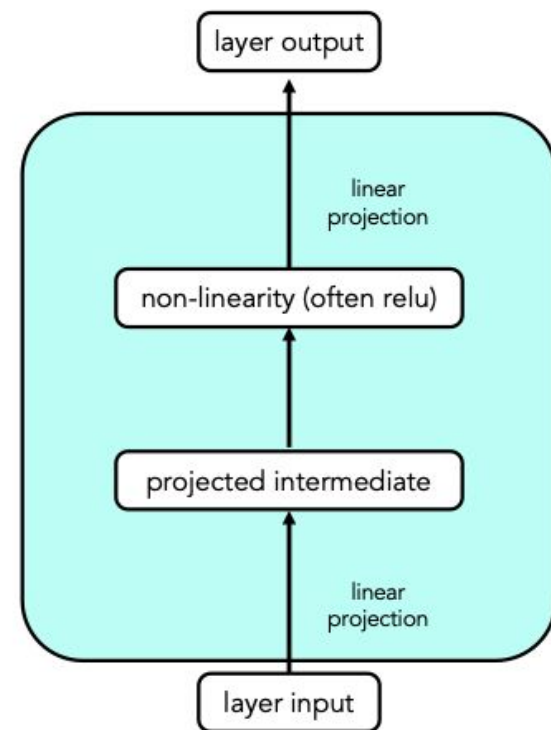 layer output
linear
projection
non-linearity (often relu)
projected intermediate
linear
projection
layer input